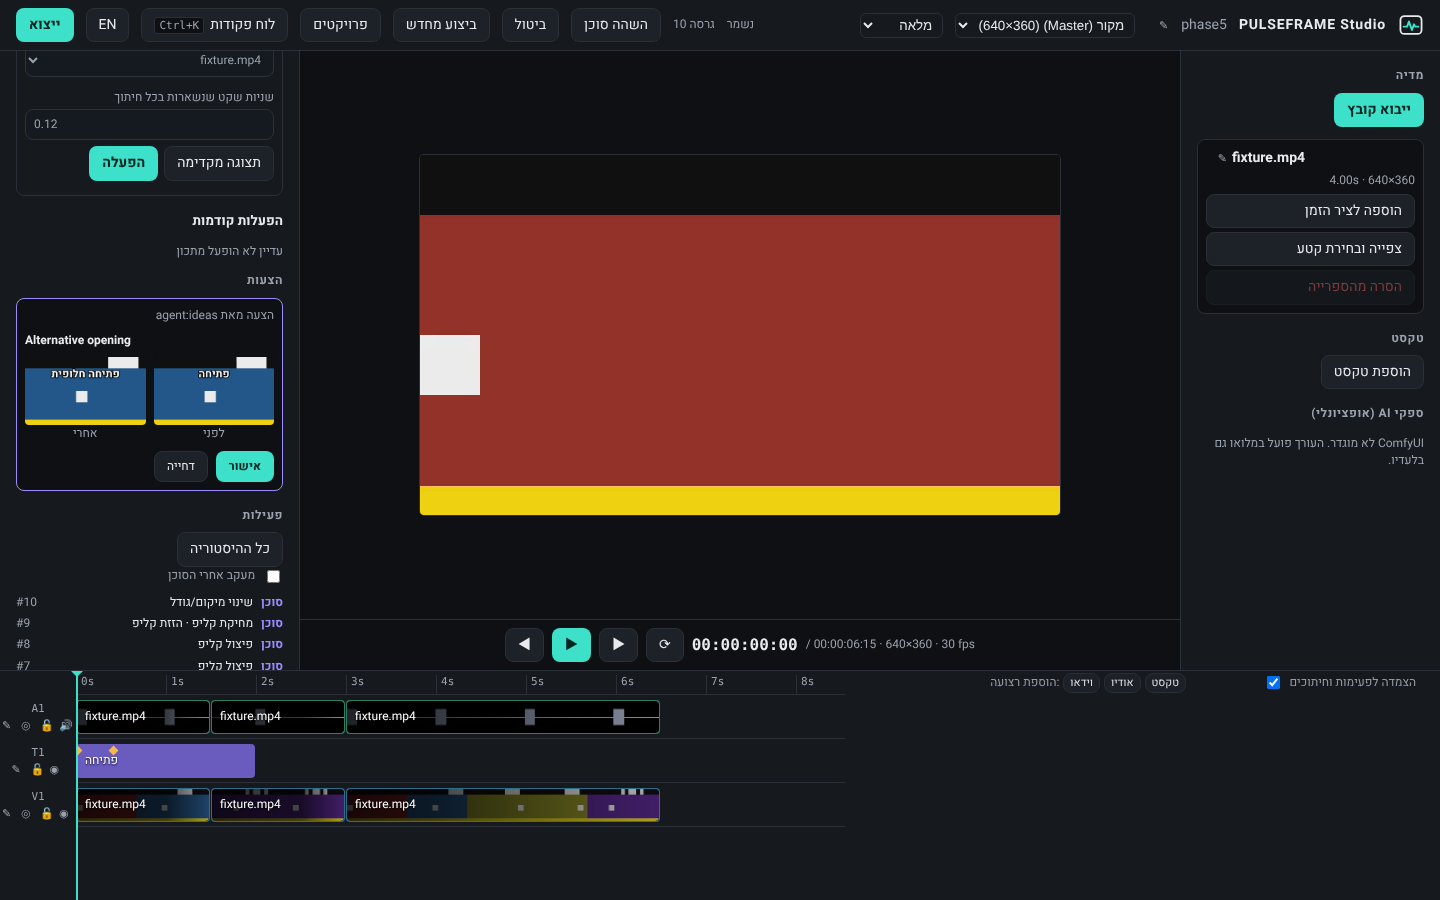 PULSEFRAME Studio
phase5
מקור (Master) (640×360)
מלאה
נשמר גרסה 10
השהה סוכן
ביטול
ביצוע מחדש
פרויקטים
לוח פקודות Ctrl+K
EN
ייצוא
מדיה
ייבוא קובץ
fixture.mp4
4.00s · 640×360
הוספה לציר הזמן
צפייה ובחירת קטע
הסרה מהספרייה
טקסט
הוספת טקסט
ספקי AI (אופציונלי)
ComfyUI לא מוגדר. העורך פועל במלואו גם
בלעדיו.
fixture.mp4
שניות שקט שנשארות בכל חיתוך
0.12
תצוגה מקדימה
הפעלה
הפעלות קודמות
עדיין לא הופעל מתכון
הצעות
הצעה מאת agent:ideas
Alternative opening
פתיחה
פתיחה חלופית
לפני
אחרי
אישור
דחייה
פעילות
כל ההיסטוריה
מעקב אחרי הסוכן
סוכן שינוי מיקום/גודל #10
סוכן מחיקת קליפ · הזזת קליפ #9
סוכן פיצול קליפ #8
סוכן פיצול קליפ #7
00:00:00:00 / 00:00:06:15 · 640×360 · 30 fps
הצמדה לפעימות וחיתוכים
הוספת רצועה: וידאו אודיו טקסט
0s 1s 2s 3s 4s 5s 6s 7s 8s
A1
fixture.mp4 fixture.mp4 fixture.mp4
T1
פתיחה
V1
fixture.mp4 fixture.mp4 fixture.mp4